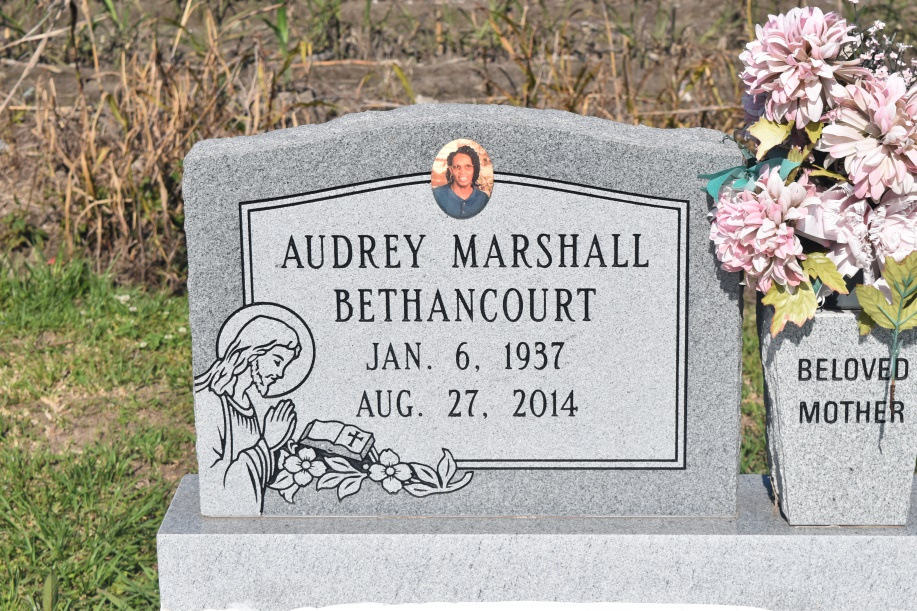 AUDREY MARSHALL
BETHANCOURT
JAN. 6, 1937
AUG. 27, 2014
BELOVED
MOTHER